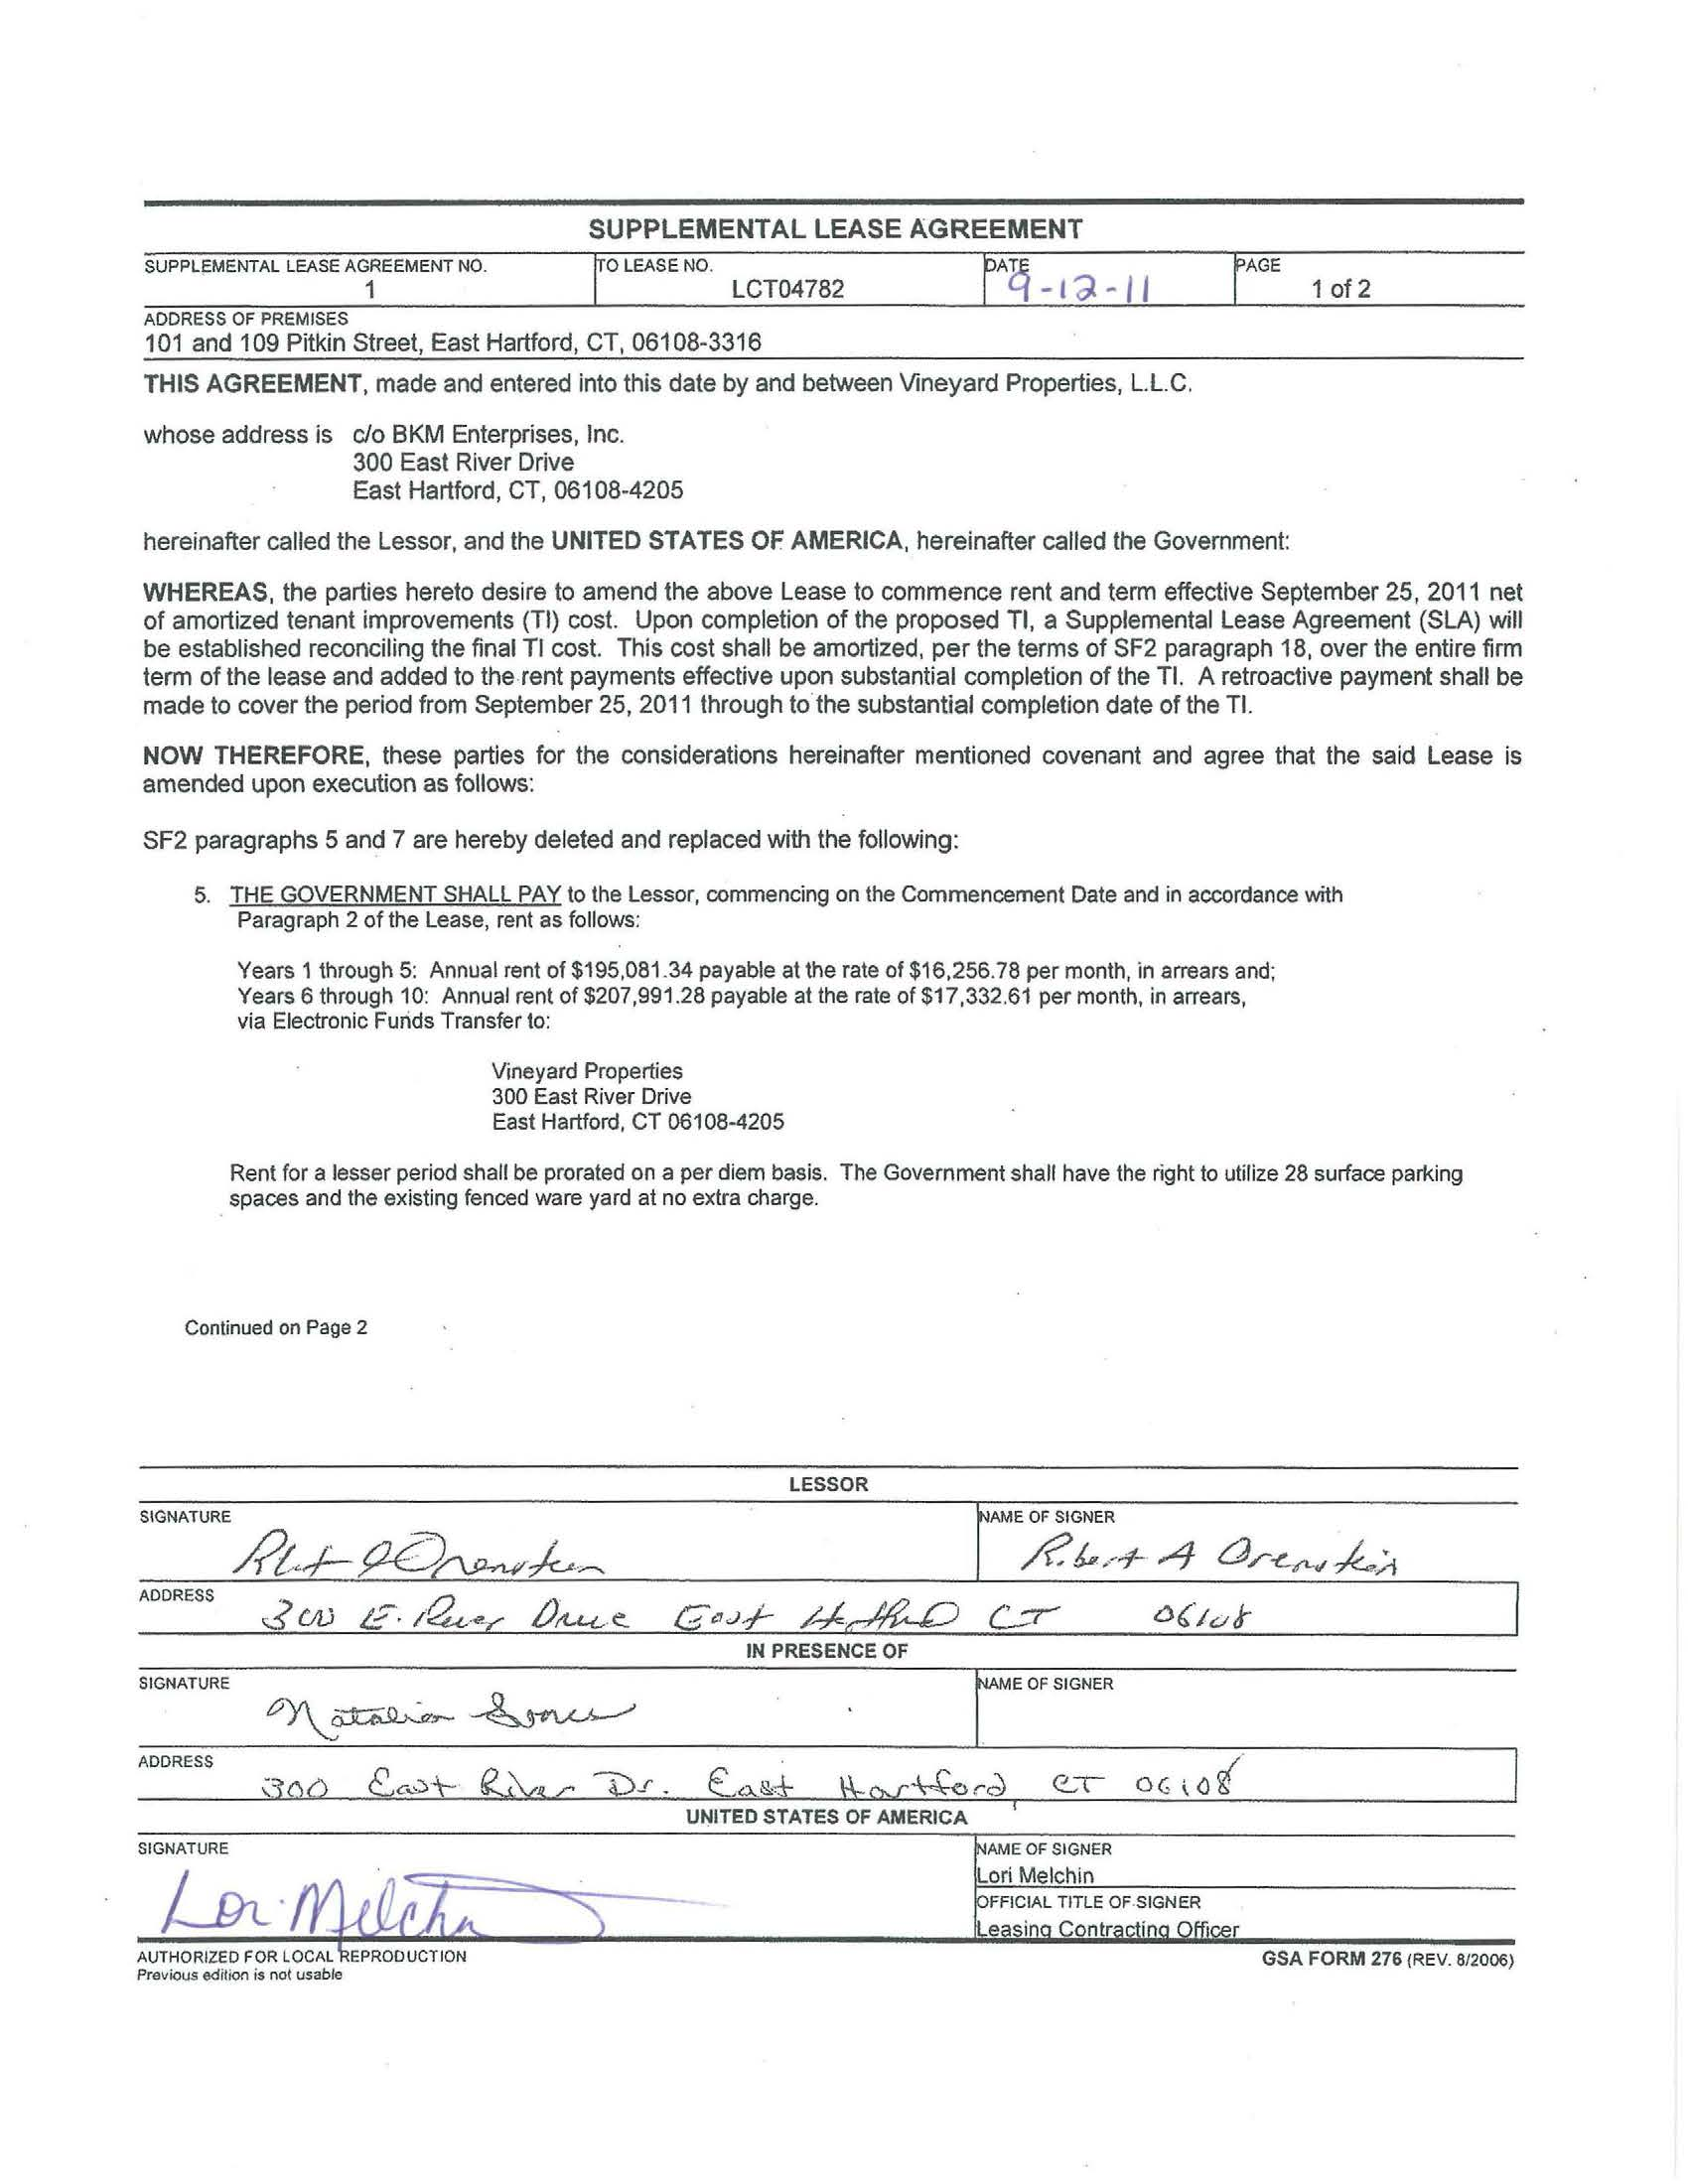 SUPPLEMENTAL LEASE AGREEMENT
SUPPLEMENTAL LEASE AGREEMENT NO.
1
TO LEASE NO.
LCT04782
DATE
9-12-11
PAGE
1 of 2
ADDRESS OF PREMISES
101 and 109 Pitkin Street, East Hartford, CT, 06108-3316
THIS AGREEMENT, made and entered into this date by and between Vineyard Properties, L.L.C.
whose address is c/o BKM Enterprises, Inc.
300 East River Drive
East Hartford, CT, 06108-4205
hereinafter called the Lessor, and the UNITED STATES OF AMERICA, hereinafter called the Government:
WHEREAS, the parties hereto desire to amend the above Lease to commence rent and term effective September 25, 2011 net
of amortized tenant improvements (TI) cost. Upon completion of the proposed TI, a Supplemental Lease Agreement (SLA) will
be established reconciling the final TI cost. This cost shall be amortized, per the terms of SF2 paragraph 18, over the entire firm
term of the lease and added to the rent payments effective upon substantial completion of the TI. A retroactive payment shall be
made to cover the period from September 25, 2011 through to the substantial completion date of the TI.
NOW THEREFORE, these parties for the considerations hereinafter mentioned covenant and agree that the said Lease is
amended upon execution as follows:
SF2 paragraphs 5 and 7 are hereby deleted and replaced with the following:
5. THE GOVERNMENT SHALL PAY to the Lessor, commencing on the Commencement Date and in accordance with
Paragraph 2 of the Lease, rent as follows:
Years 1 through 5: Annual rent of $195,081.34 payable at the rate of $16,256.78 per month, in arrears and;
Years 6 through 10: Annual rent of $207,991.28 payable at the rate of $17,332.61 per month, in arrears,
via Electronic Funds Transfer to:
Vineyard Properties
300 East River Drive
East Hartford, CT 06108-4205
Rent for a lesser period shall be prorated on a per diem basis. The Government shall have the right to utilize 28 surface parking
spaces and the existing fenced ware yard at no extra charge.
Continued on Page 2
LESSOR
SIGNATURE
NAME OF SIGNER
Robert A Orenstein
ADDRESS
300 E. River Drive East Hartford CT 06108
IN PRESENCE OF
SIGNATURE
Natalia
NAME OF SIGNER
ADDRESS
300 East River Dr. East Hartford CT 06108
UNITED STATES OF AMERICA
SIGNATURE
Lori Melchin
NAME OF SIGNER
Lori Melchin
OFFICIAL TITLE OF SIGNER
Leasing Contracting Officer
AUTHORIZED FOR LOCAL REPRODUCTION
Previous edition is not usable
GSA FORM 276 (REV. 8/2006)